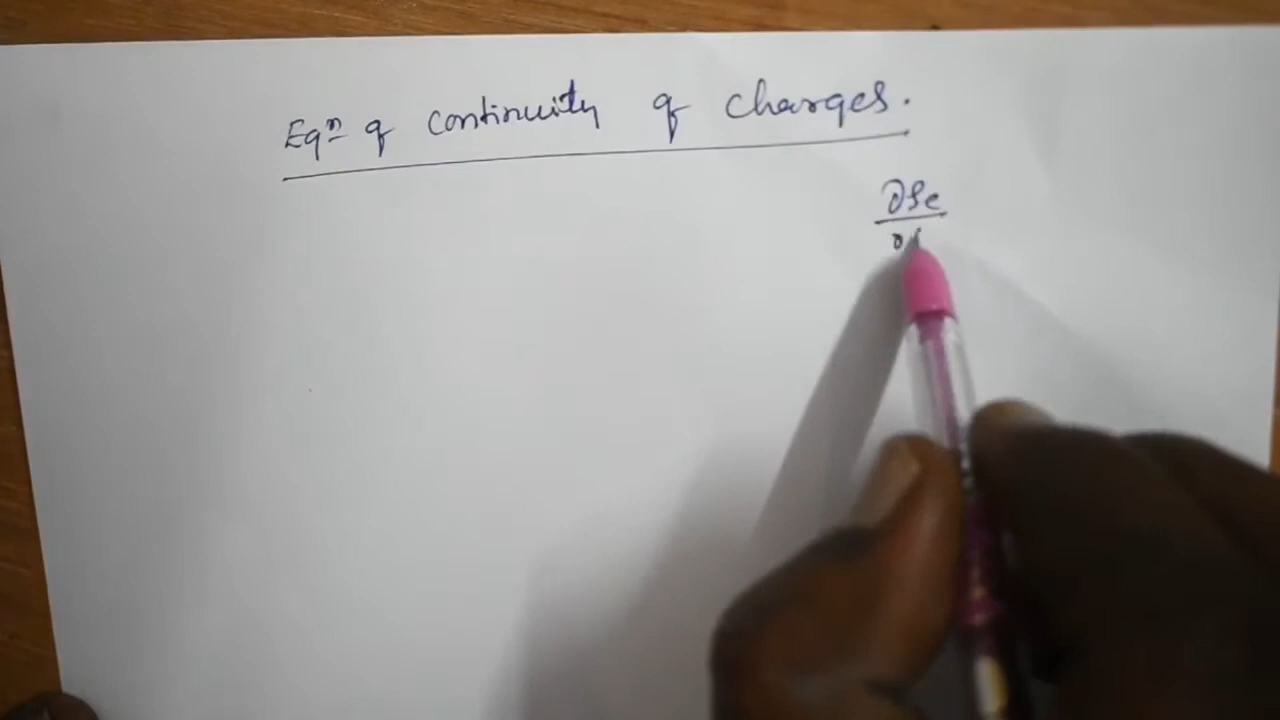 Eqⁿ of continuity of charges.
∂ρe
∂